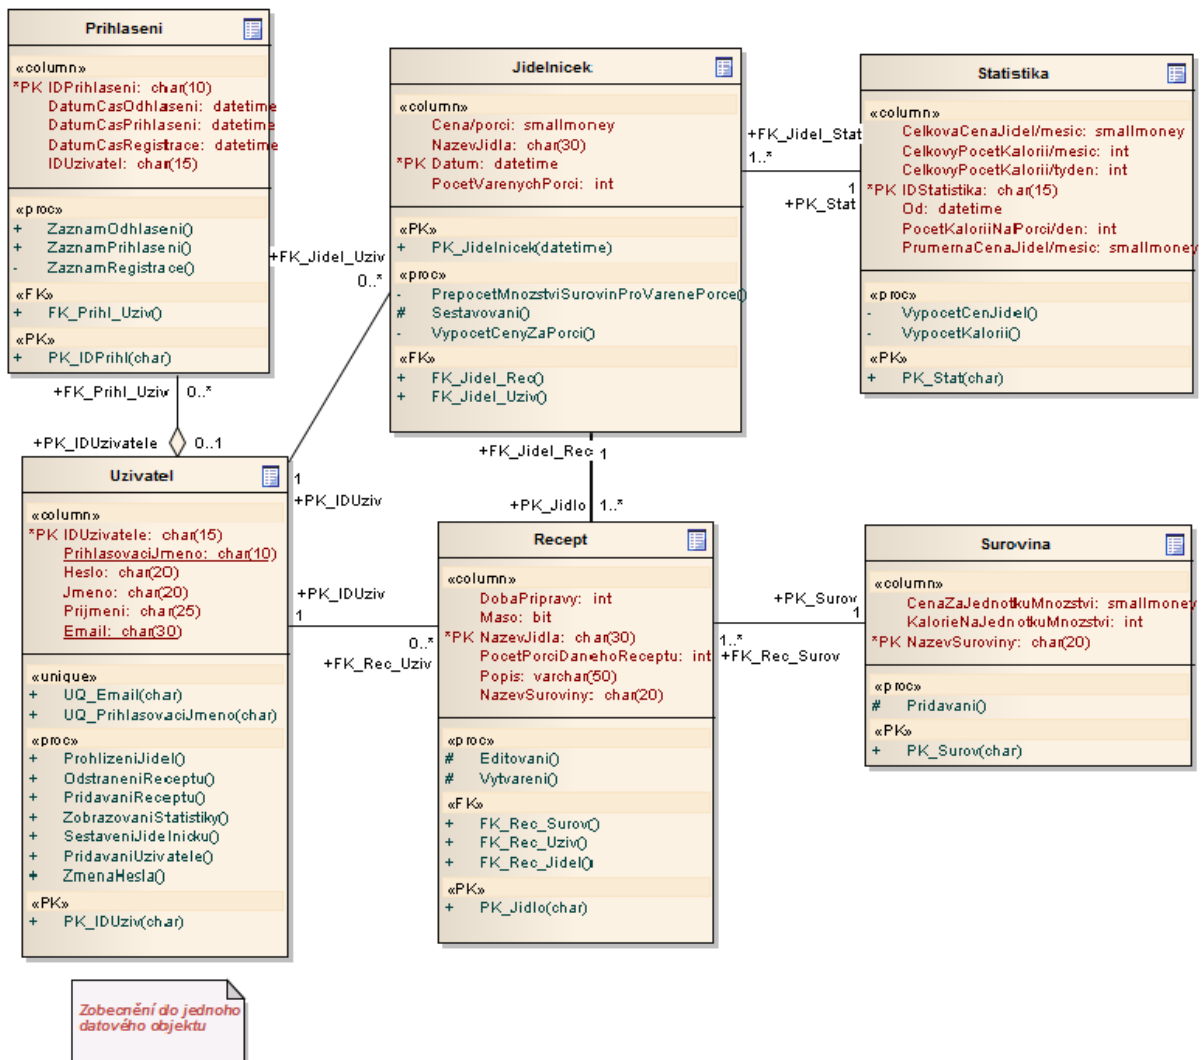 Prihlaseni
«column»
*PK IDPrihlaseni: char(10)
DatumCasOdhlaseni: datetime
DatumCasPrihlaseni: datetime
DatumCasRegistrace: datetime
IDUzivatel: char(15)
«proc»
+ ZaznamOdhlaseni()
+ ZaznamPrihlaseni()
- ZaznamRegistrace()
«FK»
+ FK_Prihl_Uziv()
«PK»
+ PK_IDPrihl(char)
Jidelnicek
«column»
Cena/porci: smallmoney
NazevJidla: char(30)
*PK Datum: datetime
PocetVarenychPorci: int
«PK»
+ PK_Jidelnicek(datetime)
«proc»
- PrepocetMnozstviSurovinProVarenePorce()
# Sestavovani()
- VypocetCenyZaPorci()
«FK»
+ FK_Jidel_Rec()
+ FK_Jidel_Uziv()
Statistika
«column»
CelkovaCenaJidel/mesic: smallmoney
CelkovyPocetKalorii/mesic: int
CelkovyPocetKalorii/tyden: int
*PK IDStatistika: char(15)
Od: datetime
PocetKaloriiNaPorci/den: int
PrumernaCenaJidel/mesic: smallmoney
«proc»
- VypocetCenJidel()
- VypocetKalorii()
«PK»
+ PK_Stat(char)
+FK_Jidel_Stat
1..*
1
+PK_Stat
+FK_Jidel_Uziv
0..*
+FK_Prihl_Uziv 0..*
+PK_IDUzivatele 0..1
1
+PK_IDUziv
+FK_Jidel_Rec 1
+PK_Jidlo 1..*
Uzivatel
«column»
*PK IDUzivatele: char(15)
PrihlasovaciJmeno: char(10)
Heslo: char(20)
Jmeno: char(20)
Prijmeni: char(25)
Email: char(30)
«unique»
+ UQ_Email(char)
+ UQ_PrihlasovaciJmeno(char)
«proc»
+ ProhlizeniJidel()
+ OdstraneniReceptu()
+ PridavaniReceptu()
+ ZobrazovaniStatistiky()
+ SestaveniJidelnicku()
+ PridavaniUzivatele()
+ ZmenaHesla()
«PK»
+ PK_IDUziv(char)
+PK_IDUziv
1
0..*
+FK_Rec_Uziv
Recept
«column»
DobaPripravy: int
Maso: bit
*PK NazevJidla: char(30)
PocetPorciDanehoReceptu: int
Popis: varchar(50)
NazevSuroviny: char(20)
«proc»
# Editovani()
# Vytvareni()
«FK»
+ FK_Rec_Surov()
+ FK_Rec_Uziv()
+ FK_Rec_Jidel()
«PK»
+ PK_Jidlo(char)
+PK_Surov
1
1..*
+FK_Rec_Surov
Surovina
«column»
CenaZaJednotkuMnozstvi: smallmoney
KalorieNaJednotkuMnozstvi: int
*PK NazevSuroviny: char(20)
«proc»
# Pridavani()
«PK»
+ PK_Surov(char)
Zobecnění do jednoho
datového objektu